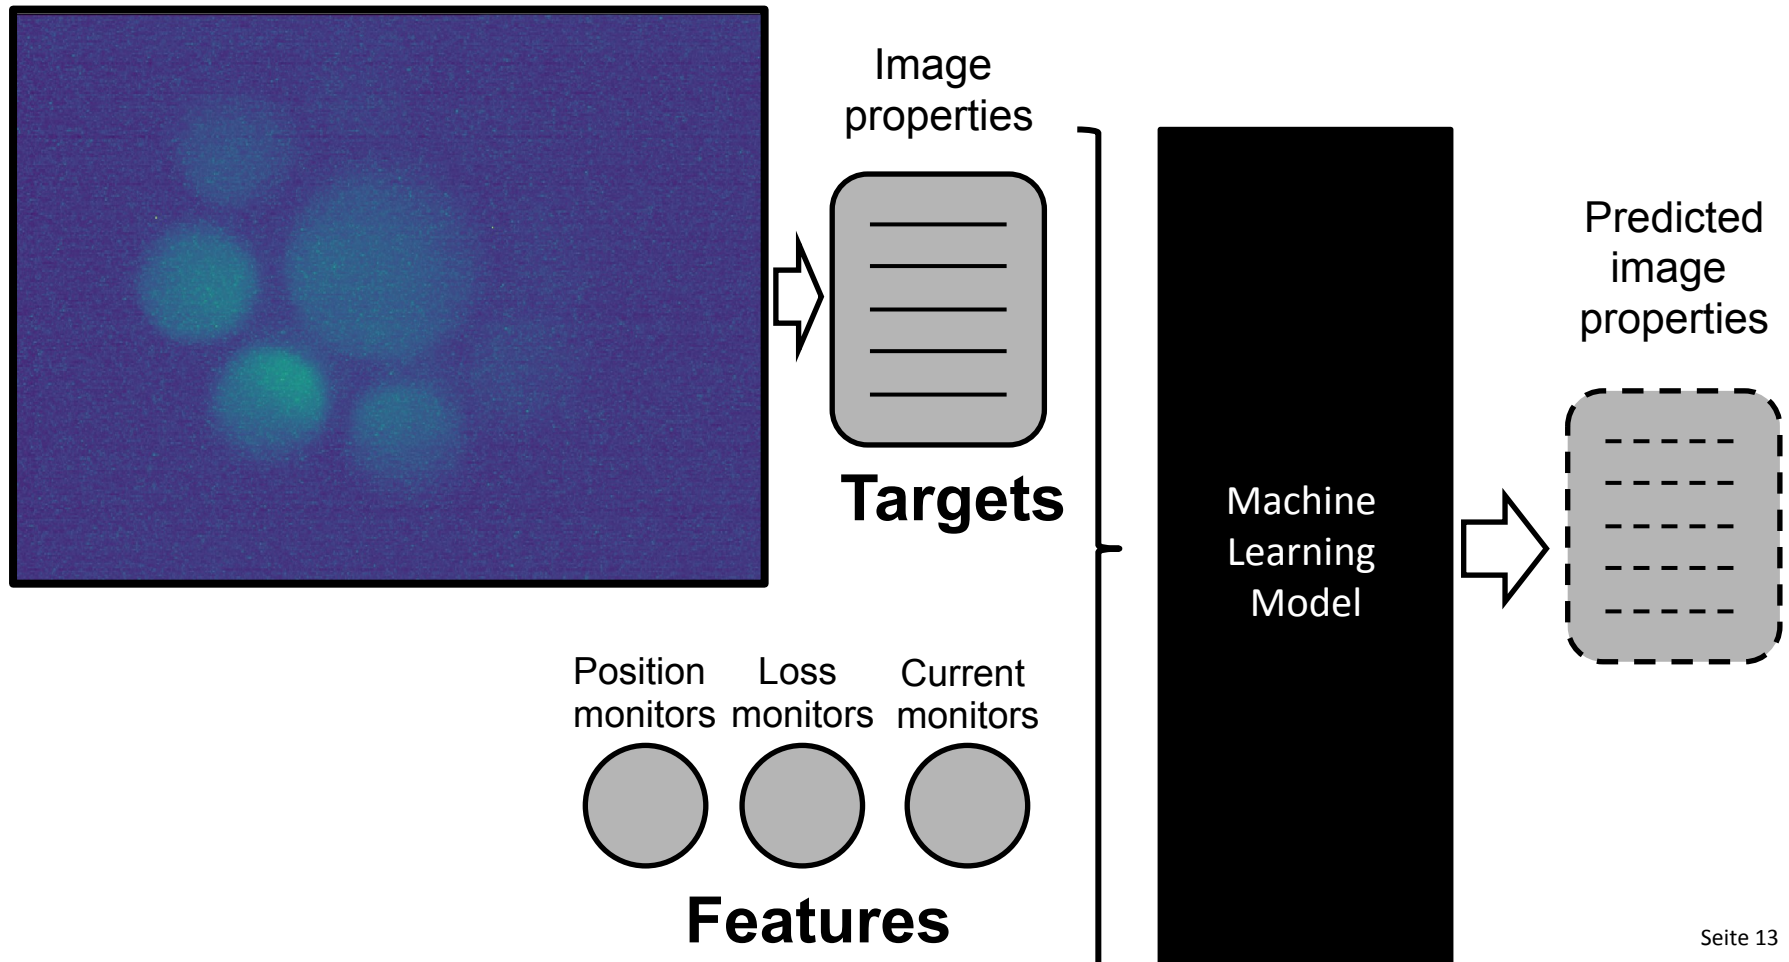 Image
properties
Targets
Position
monitors
Loss
monitors
Current
monitors
Features
Machine
Learning
Model
Predicted
image
properties
Seite 13